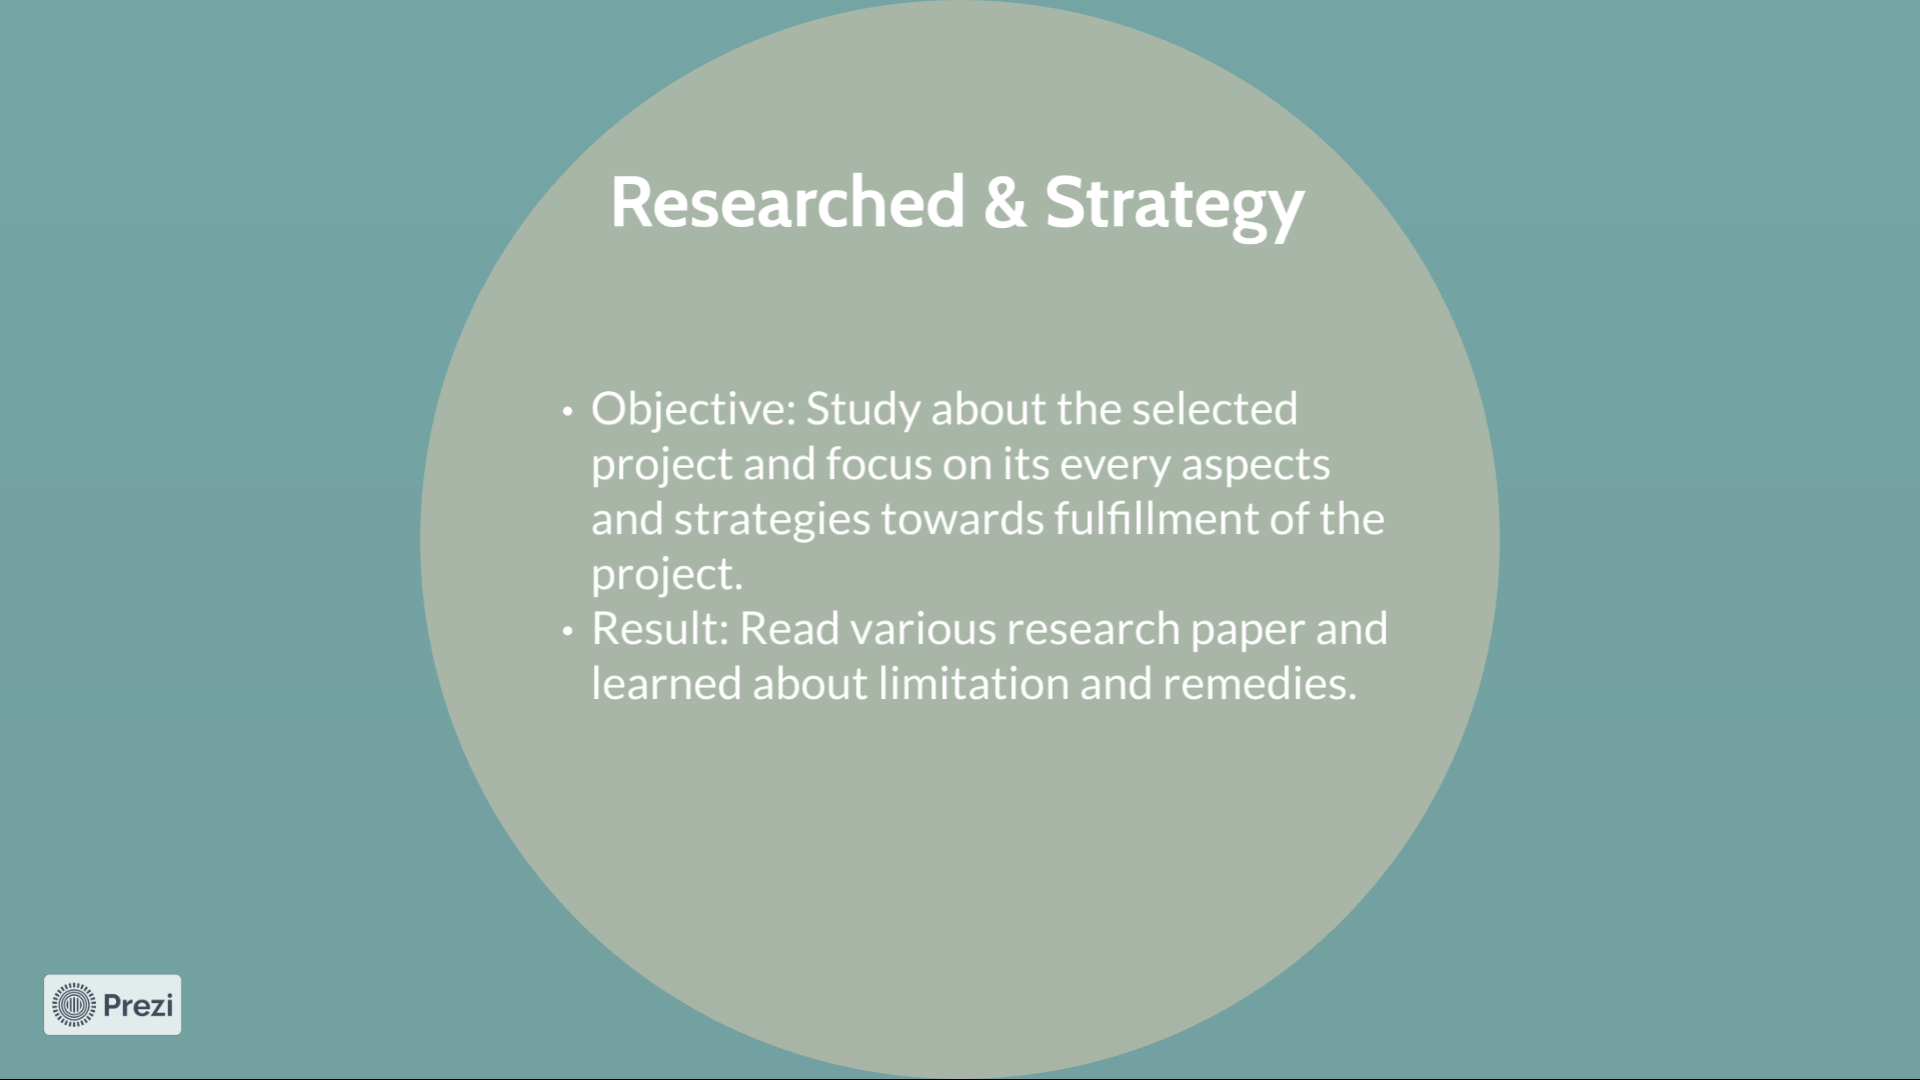 Researched & Strategy
• Objective: Study about the selected
project and focus on its every aspects
and strategies towards fulfillment of the
project.
• Result: Read various research paper and
learned about limitation and remedies.
Prezi